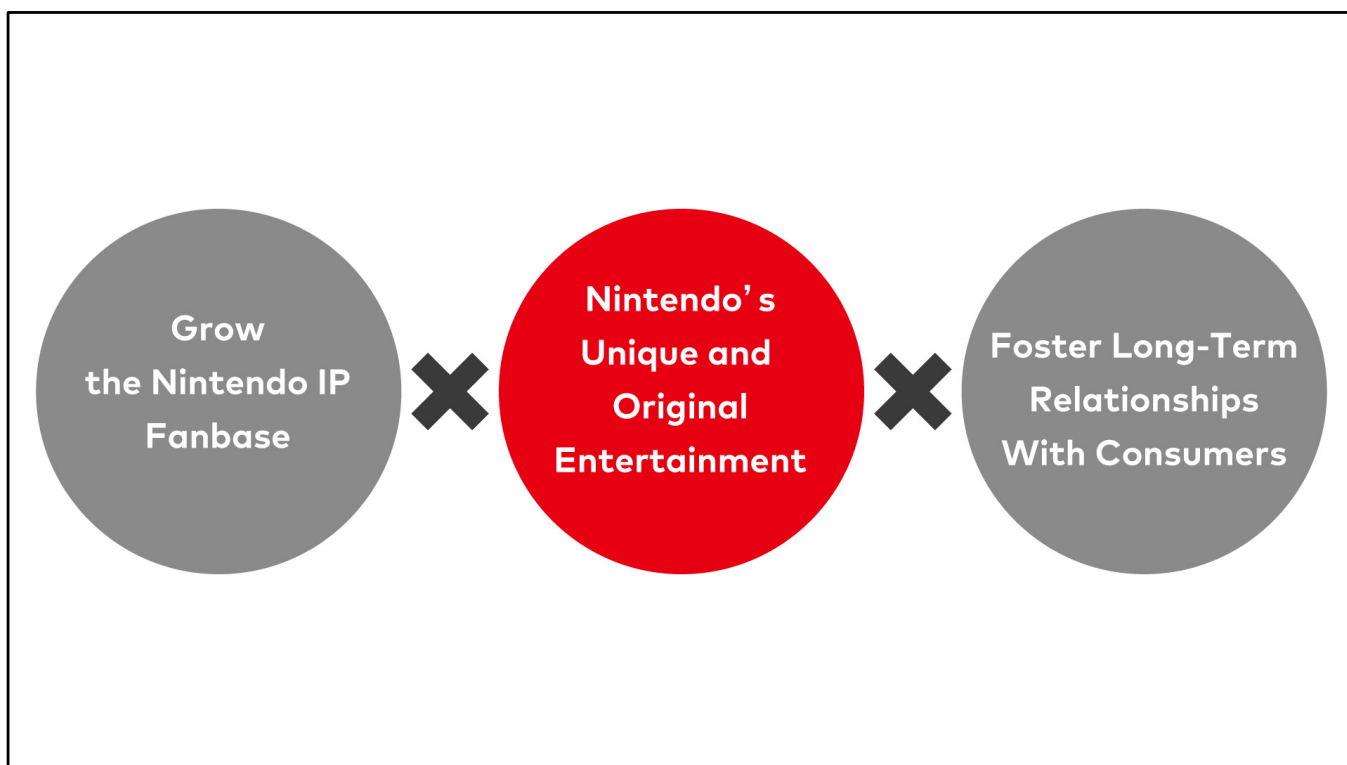 Grow
the Nintendo IP
Fanbase
Nintendo’s
Unique and
Original
Entertainment
Foster Long-Term
Relationships
With Consumers